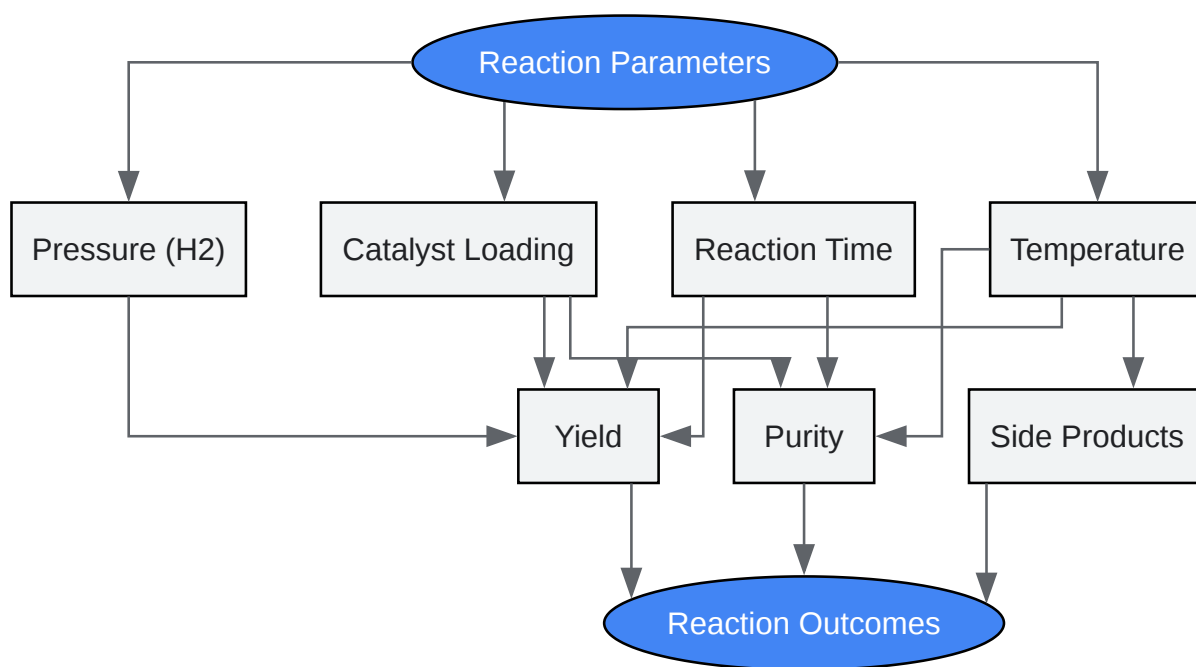 Reaction Parameters
Pressure (H2)
Catalyst Loading
Reaction Time
Temperature
Yield
Purity
Side Products
Reaction Outcomes